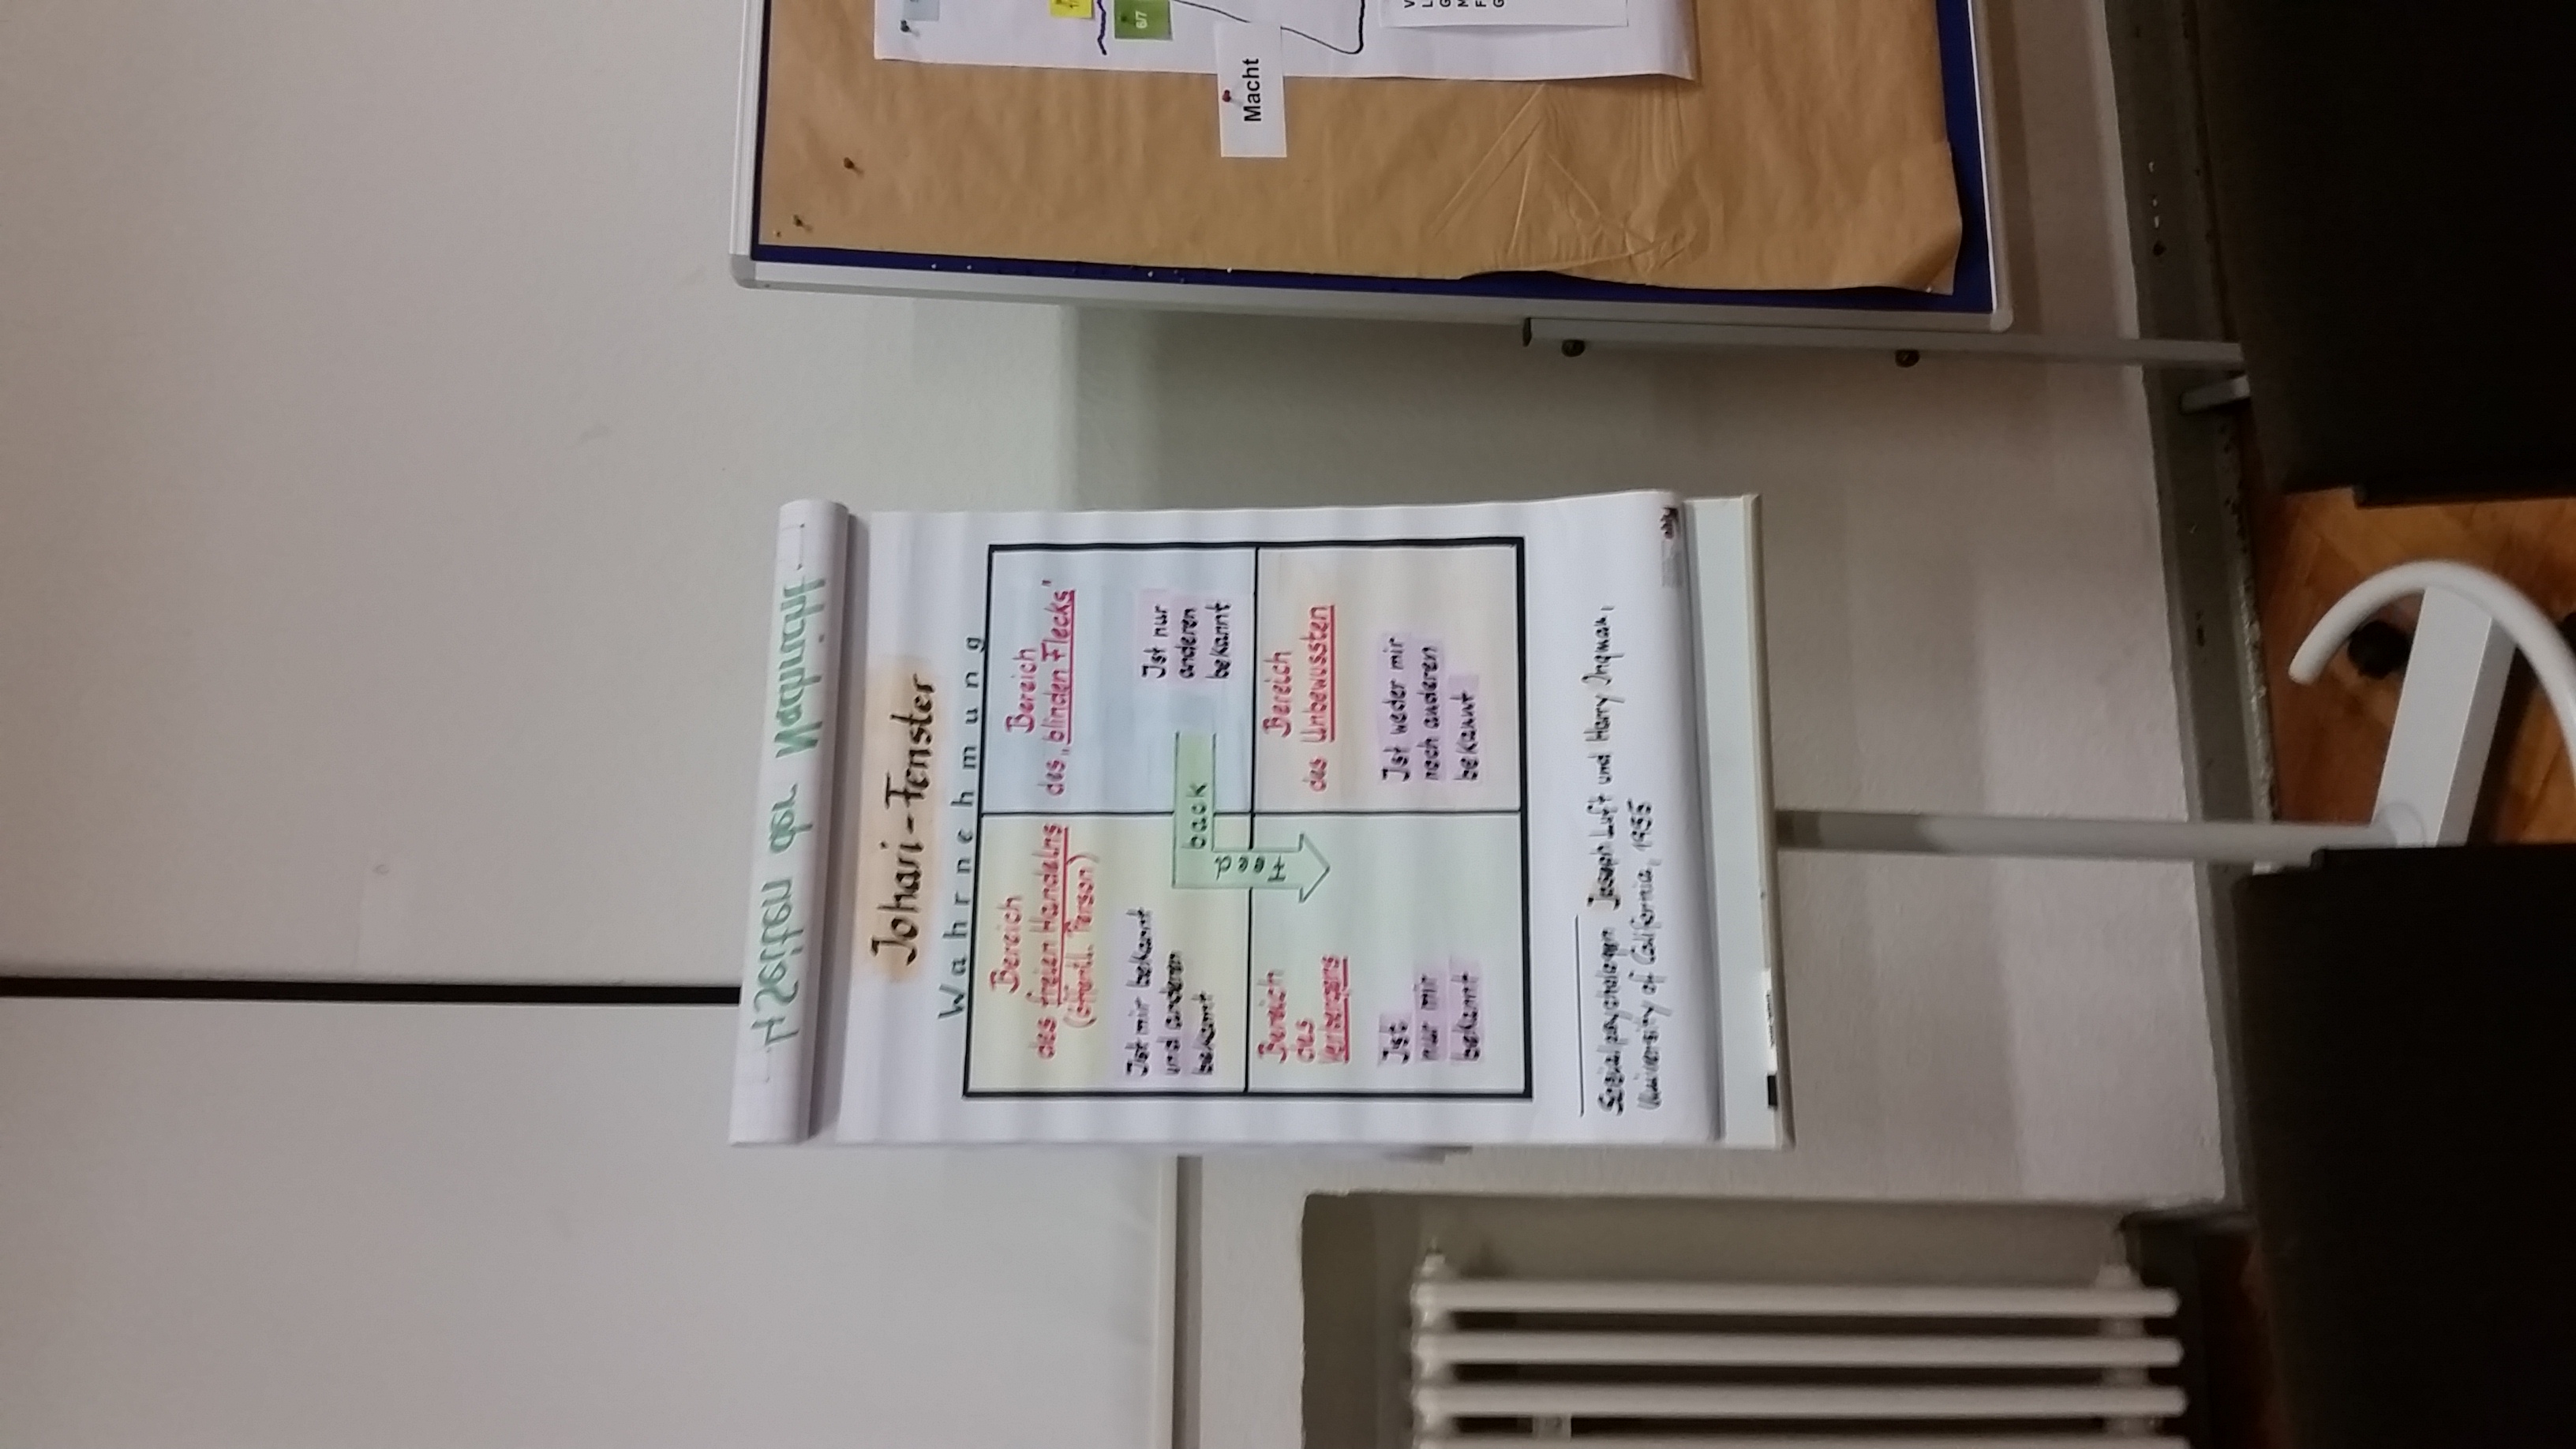 4 Seiten der Nachricht
Johari-Fenster
Wahrnehmung
Bereich
des freien Handelns
(öffentl. Person)
Ist mir bekannt
und anderen
bekannt
Bereich
des „blinden Flecks"
Ist nur
anderen
bekannt
Feed
back
Bereich
des
Verbergens
Ist
nur mir
bekannt
Bereich
des Unbewussten
Ist weder mir
noch anderen
bekannt
Sozialpsychologen Joseph Luft und Harry Ingman,
University of California, 1955
6/7
Macht
V
L
G
M
F
G